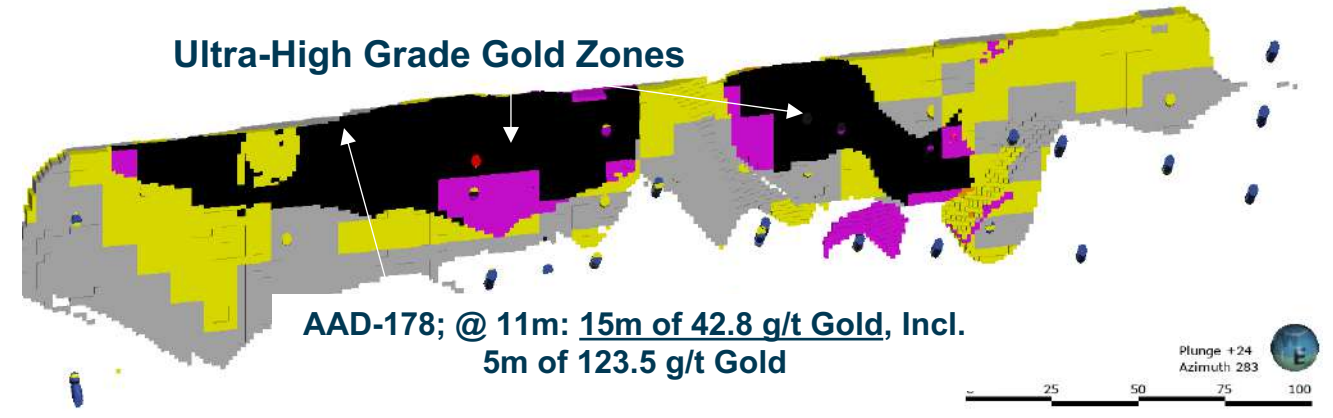 Ultra-High Grade Gold Zones
AAD-178; @ 11m: 15m of 42.8 g/t Gold, Incl.
5m of 123.5 g/t Gold
Plunge +24
Azimuth 283
E
25 50 75 100